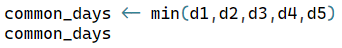 common_days <- min(d1,d2,d3,d4,d5)
common_days